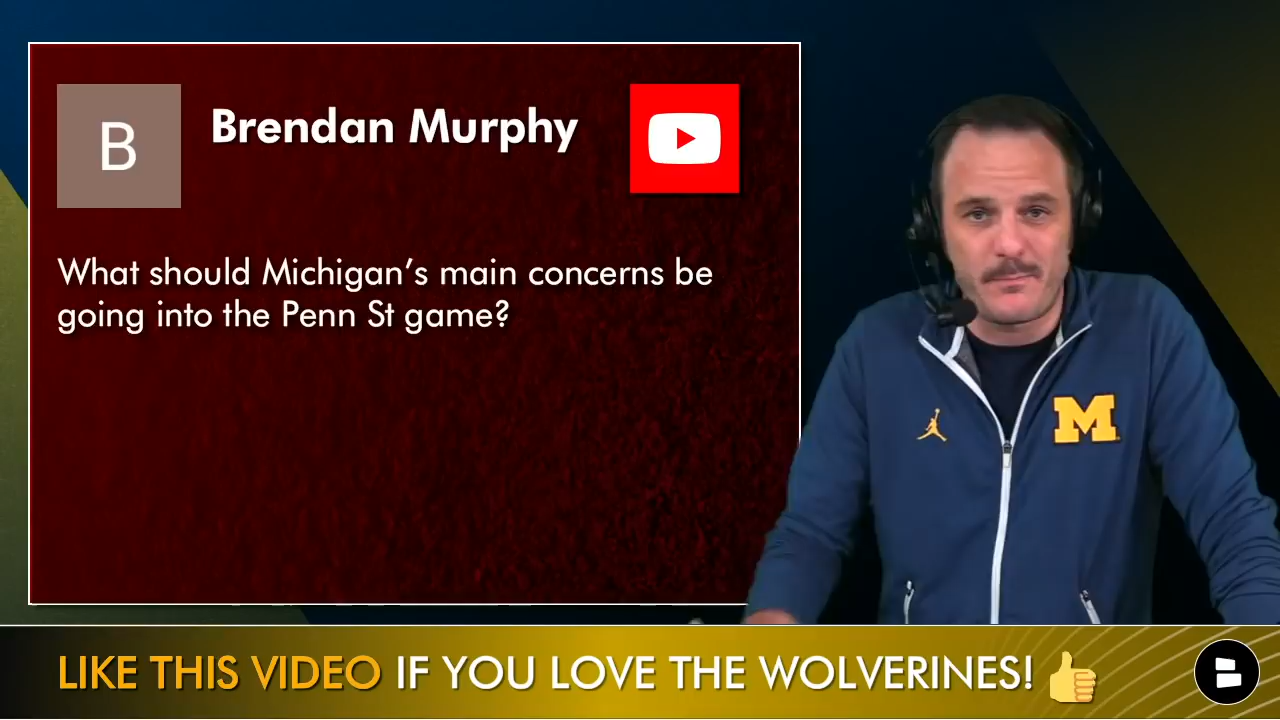 B
Brendan Murphy
What should Michigan’s main concerns be
going into the Penn St game?
M
LIKE THIS VIDEO IF YOU LOVE THE WOLVERINES!